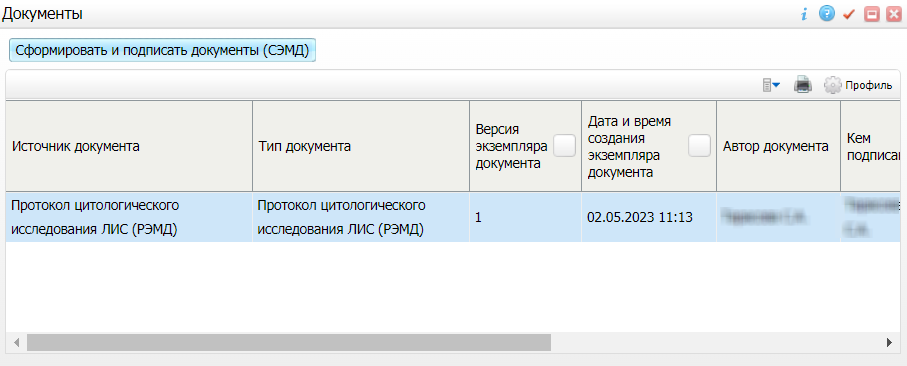 Документы
Сформировать и подписать документы (СЭМД)
Профиль
Источник документа
Тип документа
Версия
экземпляра
документа
Дата и время
создания
экземпляра
документа
Автор документа
Кем
подписан
Протокол цитологического
исследования ЛИС (РЭМД)
Протокол цитологического
исследования ЛИС (РЭМД)
1
02.05.2023 11:13